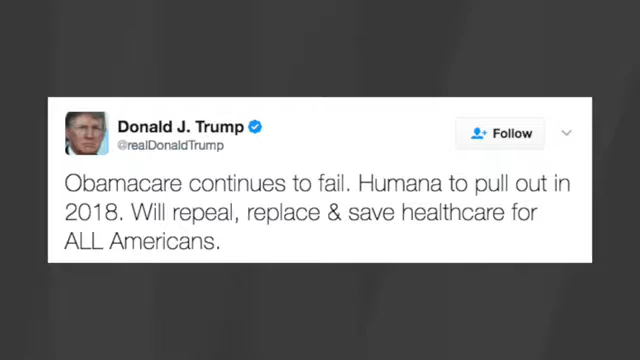 Donald J. Trump
@realDonaldTrump
Follow
Obamacare continues to fail. Humana to pull out in
2018. Will repeal, replace & save healthcare for
ALL Americans.